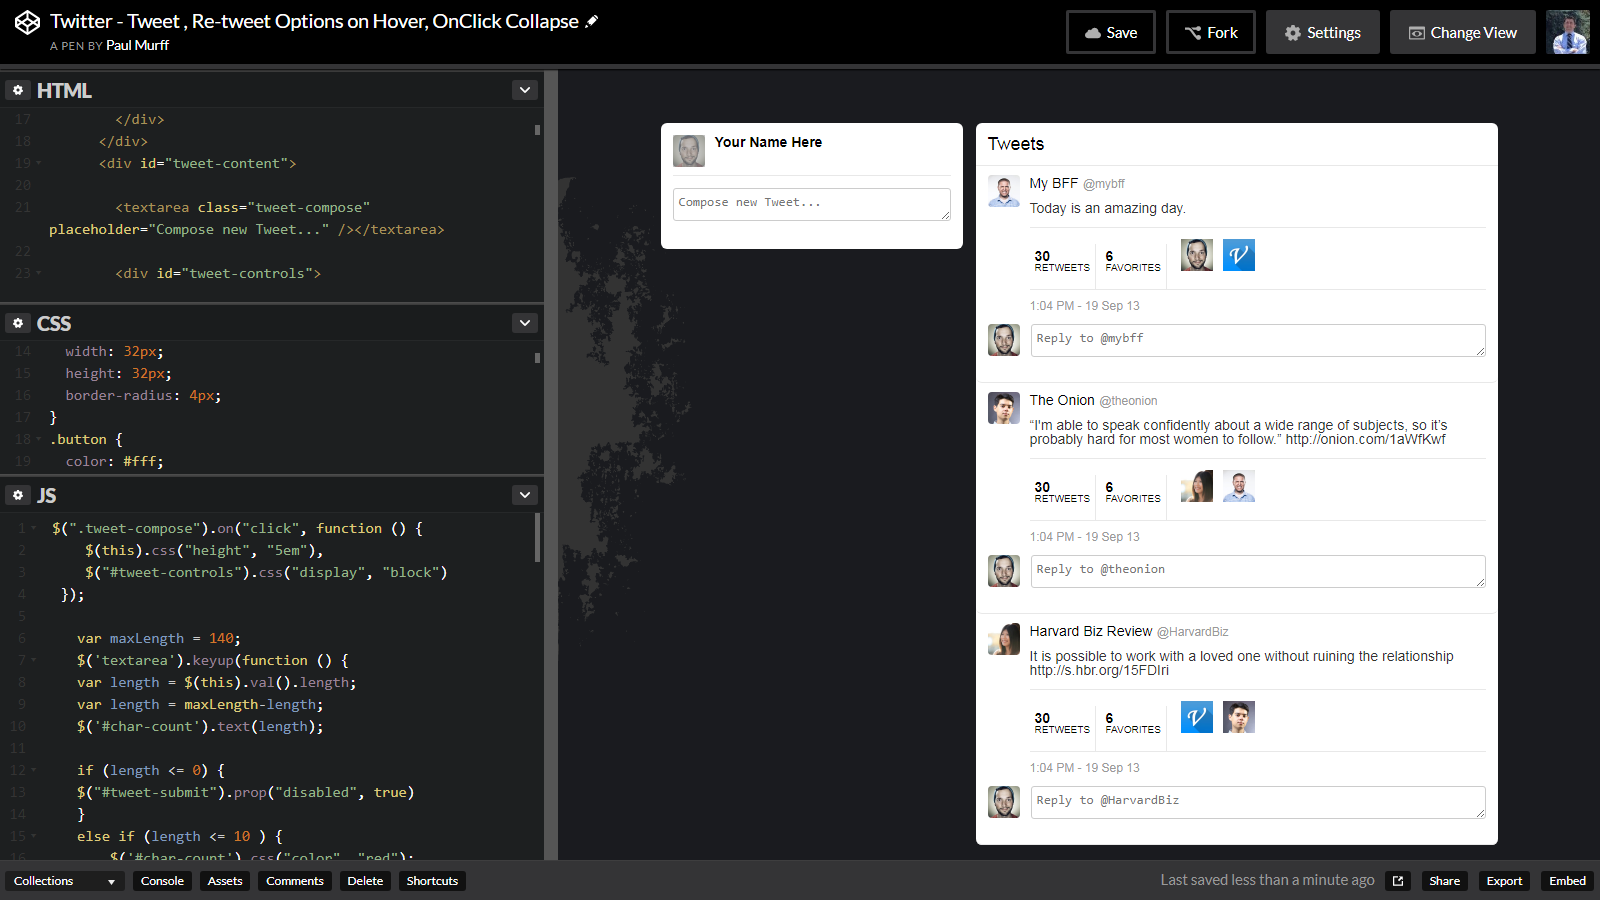 Twitter - Tweet , Re-tweet Options on Hover, OnClick Collapse
A PEN BY Paul Murff
Save
Fork
Settings
Change View
HTML
17 </div>
18 </div>
19 <div id="tweet-content">
20
21 <textarea class="tweet-compose"
placeholder="Compose new Tweet..." /></textarea>
22
23 <div id="tweet-controls">
CSS
14 width: 32px;
15 height: 32px;
16 border-radius: 4px;
17 }
18 .button {
19 color: #fff;
JS
1 $(".tweet-compose").on("click", function () {
2 $(this).css("height", "5em"),
3 $("#tweet-controls").css("display", "block")
4 });
5
6 var maxLength = 140;
7 $('textarea').keyup(function () {
8 var length = $(this).val().length;
9 var length = maxLength-length;
10 $('#char-count').text(length);
11
12 if (length <= 0) {
13 $("#tweet-submit").prop("disabled", true)
14 }
15 else if (length <= 10 ) {
16 $('#char-count').css("color", "red");
Your Name Here
Compose new Tweet...
Tweets
My BFF @mybff
Today is an amazing day.
30 RETWEETS
6 FAVORITES
1:04 PM - 19 Sep 13
Reply to @mybff
The Onion @theonion
“I'm able to speak confidently about a wide range of subjects, so it’s
probably hard for most women to follow.” http://onion.com/1aWfKwf
30 RETWEETS
6 FAVORITES
1:04 PM - 19 Sep 13
Reply to @theonion
Harvard Biz Review @HarvardBiz
It is possible to work with a loved one without ruining the relationship
http://s.hbr.org/15FDIri
30 RETWEETS
6 FAVORITES
1:04 PM - 19 Sep 13
Reply to @HarvardBiz
Collections
Console
Assets
Comments
Delete
Shortcuts
Last saved less than a minute ago
Share
Export
Embed